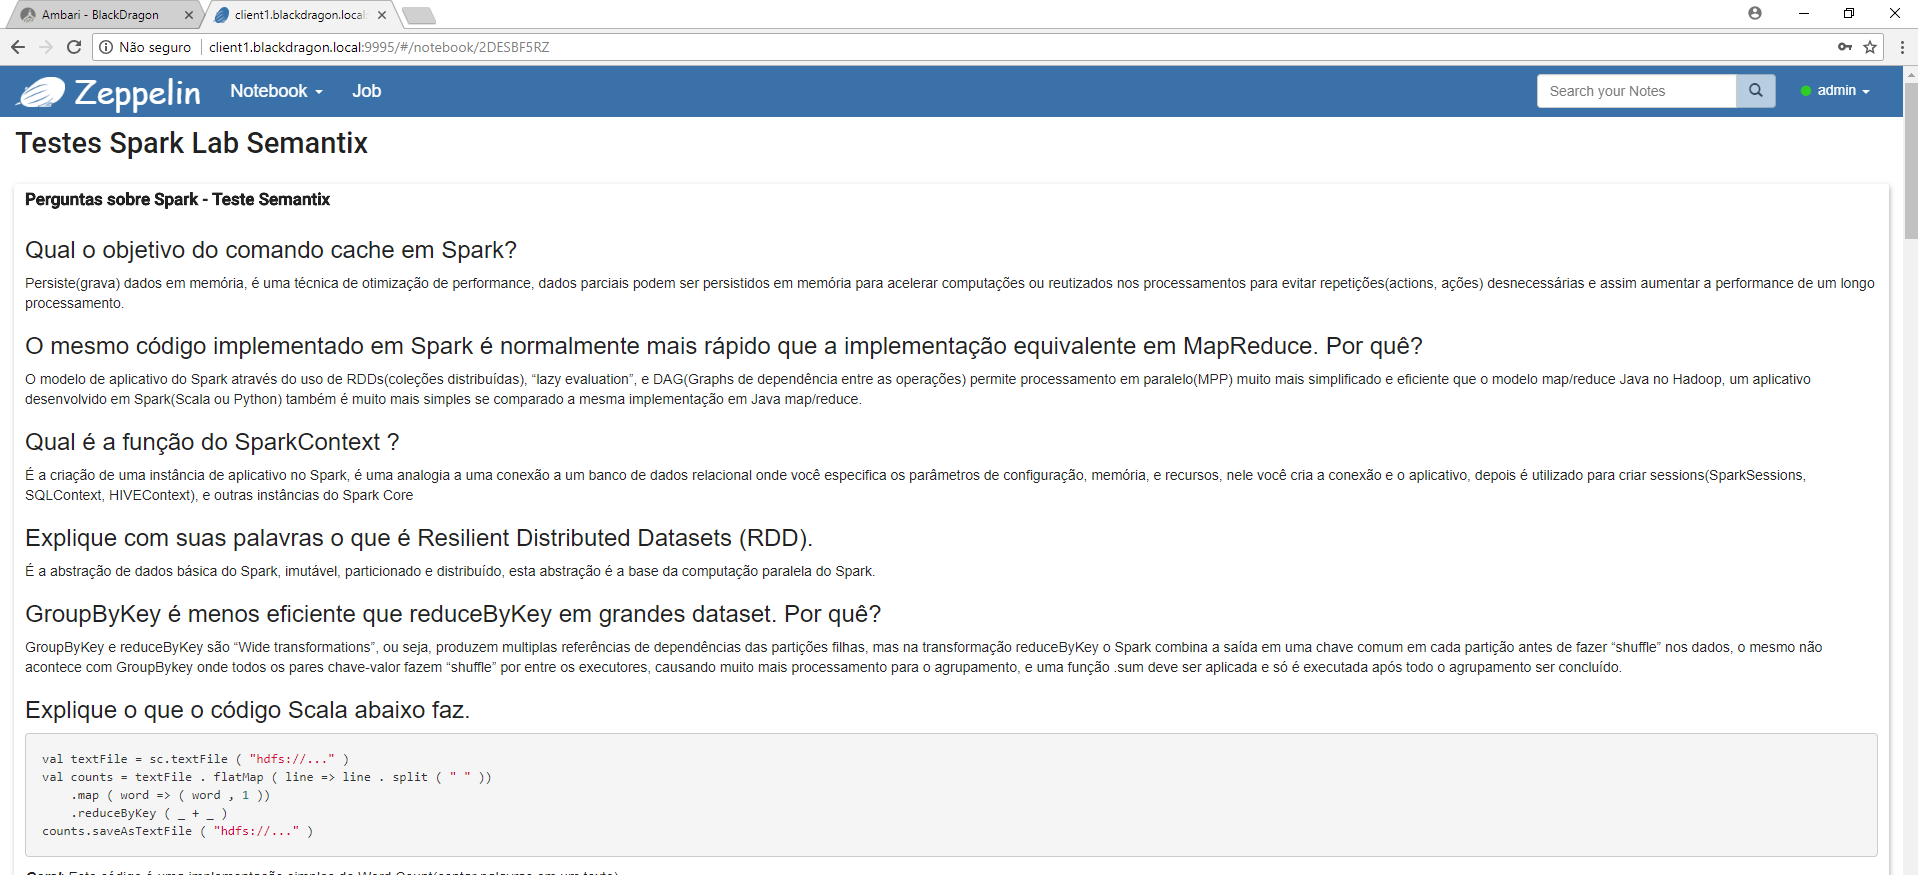 Ambari - BlackDragon
client1.blackdragon.local:
Não seguro client1.blackdragon.local:9995/#/notebook/2DESBF5RZ
Zeppelin Notebook Job Search your Notes admin
Testes Spark Lab Semantix
Perguntas sobre Spark - Teste Semantix
Qual o objetivo do comando cache em Spark?
Persiste(grava) dados em memória, é uma técnica de otimização de performance, dados parciais podem ser persistidos em memória para acelerar computações ou reutizados nos processamentos para evitar repetições(actions, ações) desnecessárias e assim aumentar a performance de um longo
processamento.
O mesmo código implementado em Spark é normalmente mais rápido que a implementação equivalente em MapReduce. Por quê?
O modelo de aplicativo do Spark através do uso de RDDs(coleções distribuídas), “lazy evaluation”, e DAG(Graphs de dependência entre as operações) permite processamento em paralelo(MPP) muito mais simplificado e eficiente que o modelo map/reduce Java no Hadoop, um aplicativo
desenvolvido em Spark(Scala ou Python) também é muito mais simples se comparado a mesma implementação em Java map/reduce.
Qual é a função do SparkContext ?
É a criação de uma instância de aplicativo no Spark, é uma analogia a uma conexão a um banco de dados relacional onde você especifica os parâmetros de configuração, memória, e recursos, nele você cria a conexão e o aplicativo, depois é utilizado para criar sessions(SparkSessions,
SQLContext, HIVEContext), e outras instâncias do Spark Core
Explique com suas palavras o que é Resilient Distributed Datasets (RDD).
É a abstração de dados básica do Spark, imutável, particionado e distribuído, esta abstração é a base da computação paralela do Spark.
GroupByKey é menos eficiente que reduceByKey em grandes dataset. Por quê?
GroupByKey e reduceByKey são “Wide transformations”, ou seja, produzem multiplas referências de dependências das partições filhas, mas na transformação reduceByKey o Spark combina a saída em uma chave comum em cada partição antes de fazer “shuffle” nos dados, o mesmo não
acontece com GroupBykey onde todos os pares chave-valor fazem “shuffle” por entre os executores, causando muito mais processamento para o agrupamento, e uma função .sum deve ser aplicada e só é executada após todo o agrupamento ser concluído.
Explique o que o código Scala abaixo faz.
val textFile = sc.textFile ( "hdfs://..." )
val counts = textFile . flatMap ( line => line . split ( " " ))
.map ( word => ( word , 1 ))
.reduceByKey ( _ + _ )
counts.saveAsTextFile ( "hdfs://..." )
Geral: Este código é uma implementação simples do Word Count(contar palavras em um texto)